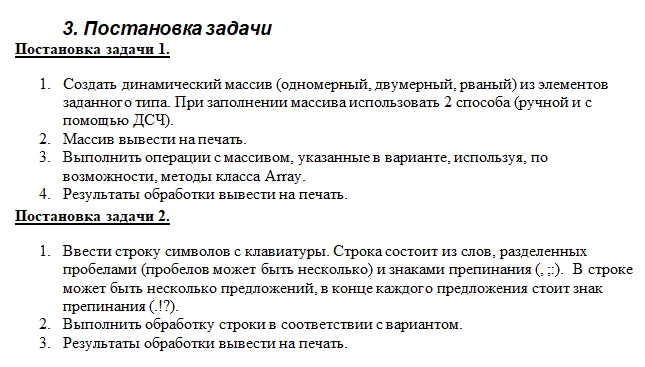 3. Постановка задачи
Постановка задачи 1.
1. Создать динамический массив (одномерный, двумерный, рваный) из элементов
заданного типа. При заполнении массива использовать 2 способа (ручной и с
помощью ДСЧ).
2. Массив вывести на печать.
3. Выполнить операции с массивом, указанные в варианте, используя, по
возможности, методы класса Array.
4. Результаты обработки вывести на печать.
Постановка задачи 2.
1. Ввести строку символов с клавиатуры. Строка состоит из слов, разделенных
пробелами (пробелов может быть несколько) и знаками препинания (, ;:). В строке
может быть несколько предложений, в конце каждого предложения стоит знак
препинания (.!?).
2. Выполнить обработку строки в соответствии с вариантом.
3. Результаты обработки вывести на печать.